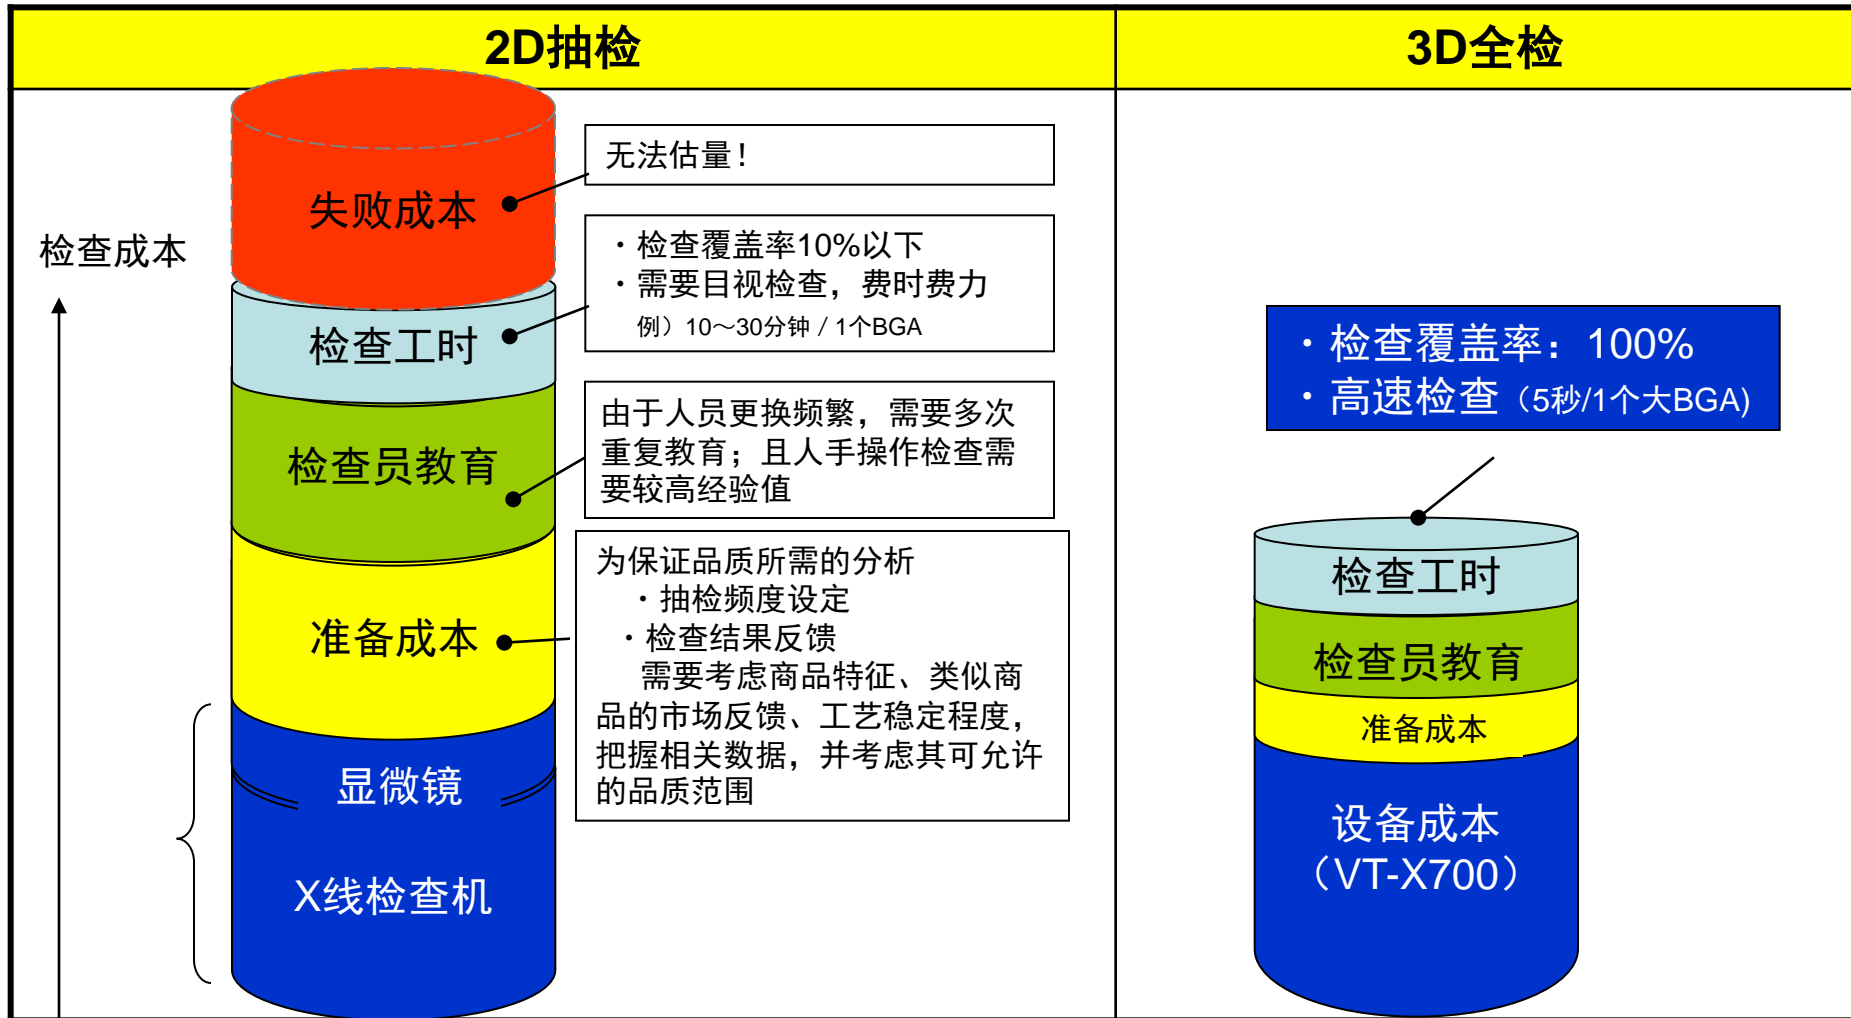 2D抽检
3D全检
检查成本
失败成本
无法估量！
检查工时
・检查覆盖率10%以下
・需要目视检查，费时费力
例）10～30分钟 / 1个BGA
检查员教育
由于人员更换频繁，需要多次
重复教育；且人手操作检查需
要较高经验值
准备成本
为保证品质所需的分析
・抽检频度设定
・检查结果反馈
需要考虑商品特征、类似商
品的市场反馈、工艺稳定程度，
把握相关数据，并考虑其可允许
的品质范围
显微镜
X线检查机
・检查覆盖率：100%
・高速检查（5秒/1个大BGA)
检查工时
检查员教育
准备成本
设备成本
（VT-X700）